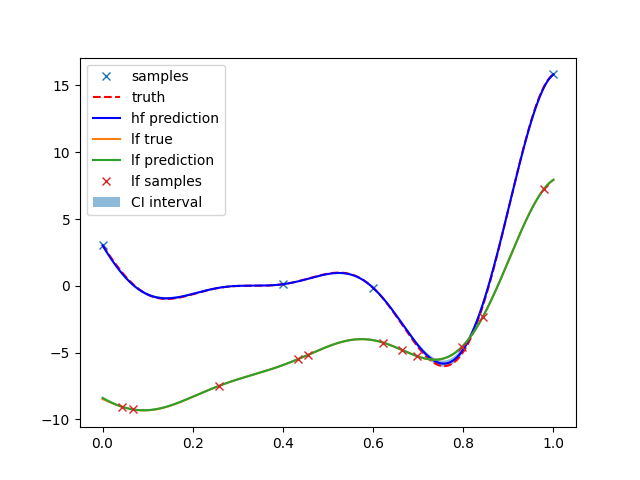 samples
truth
hf prediction
lf true
lf prediction
lf samples
CI interval
15
10
5
0
−5
−10
0.0 0.2 0.4 0.6 0.8 1.0